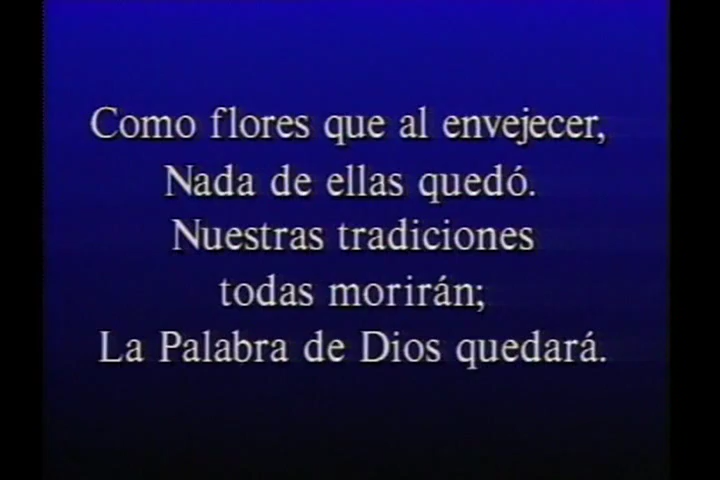 Como flores que al envejecer,
Nada de ellas quedó.
Nuestras tradiciones
todas morirán;
La Palabra de Dios quedará.